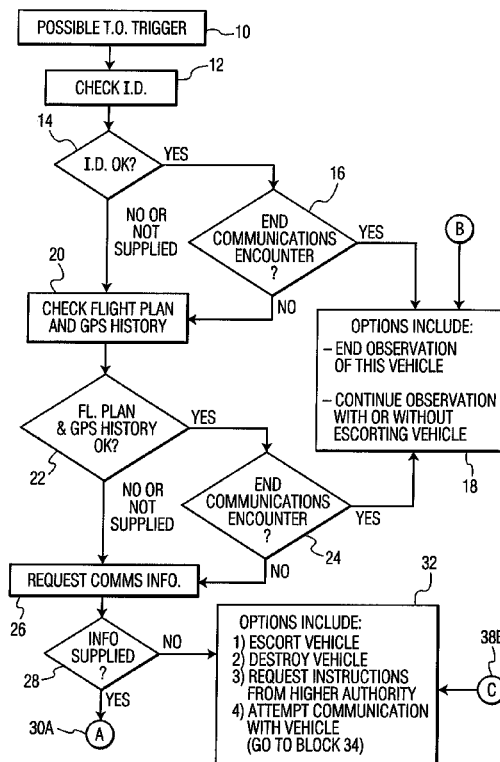 POSSIBLE T.O. TRIGGER
10
12
CHECK I.D.
14
I.D. OK?
YES
16
NO OR
NOT
SUPPLIED
END
COMMUNICATIONS
ENCOUNTER
?
YES
B
20
NO
CHECK FLIGHT PLAN
AND GPS HISTORY
OPTIONS INCLUDE:
– END OBSERVATION
OF THIS VEHICLE
– CONTINUE OBSERVATION
WITH OR WITHOUT
ESCORTING VEHICLE
18
FL. PLAN
& GPS HISTORY
OK?
22
YES
NO OR
NOT
SUPPLIED
END
COMMUNICATIONS
ENCOUNTER
?
YES
24
NO
REQUEST COMMS INFO.
26
32
INFO
SUPPLIED
?
28
NO
YES
30A
A
OPTIONS INCLUDE:
1) ESCORT VEHICLE
2) DESTROY VEHICLE
3) REQUEST INSTRUCTIONS
FROM HIGHER AUTHORITY
4) ATTEMPT COMMUNICATION
WITH VEHICLE
(GO TO BLOCK 34)
38B
C